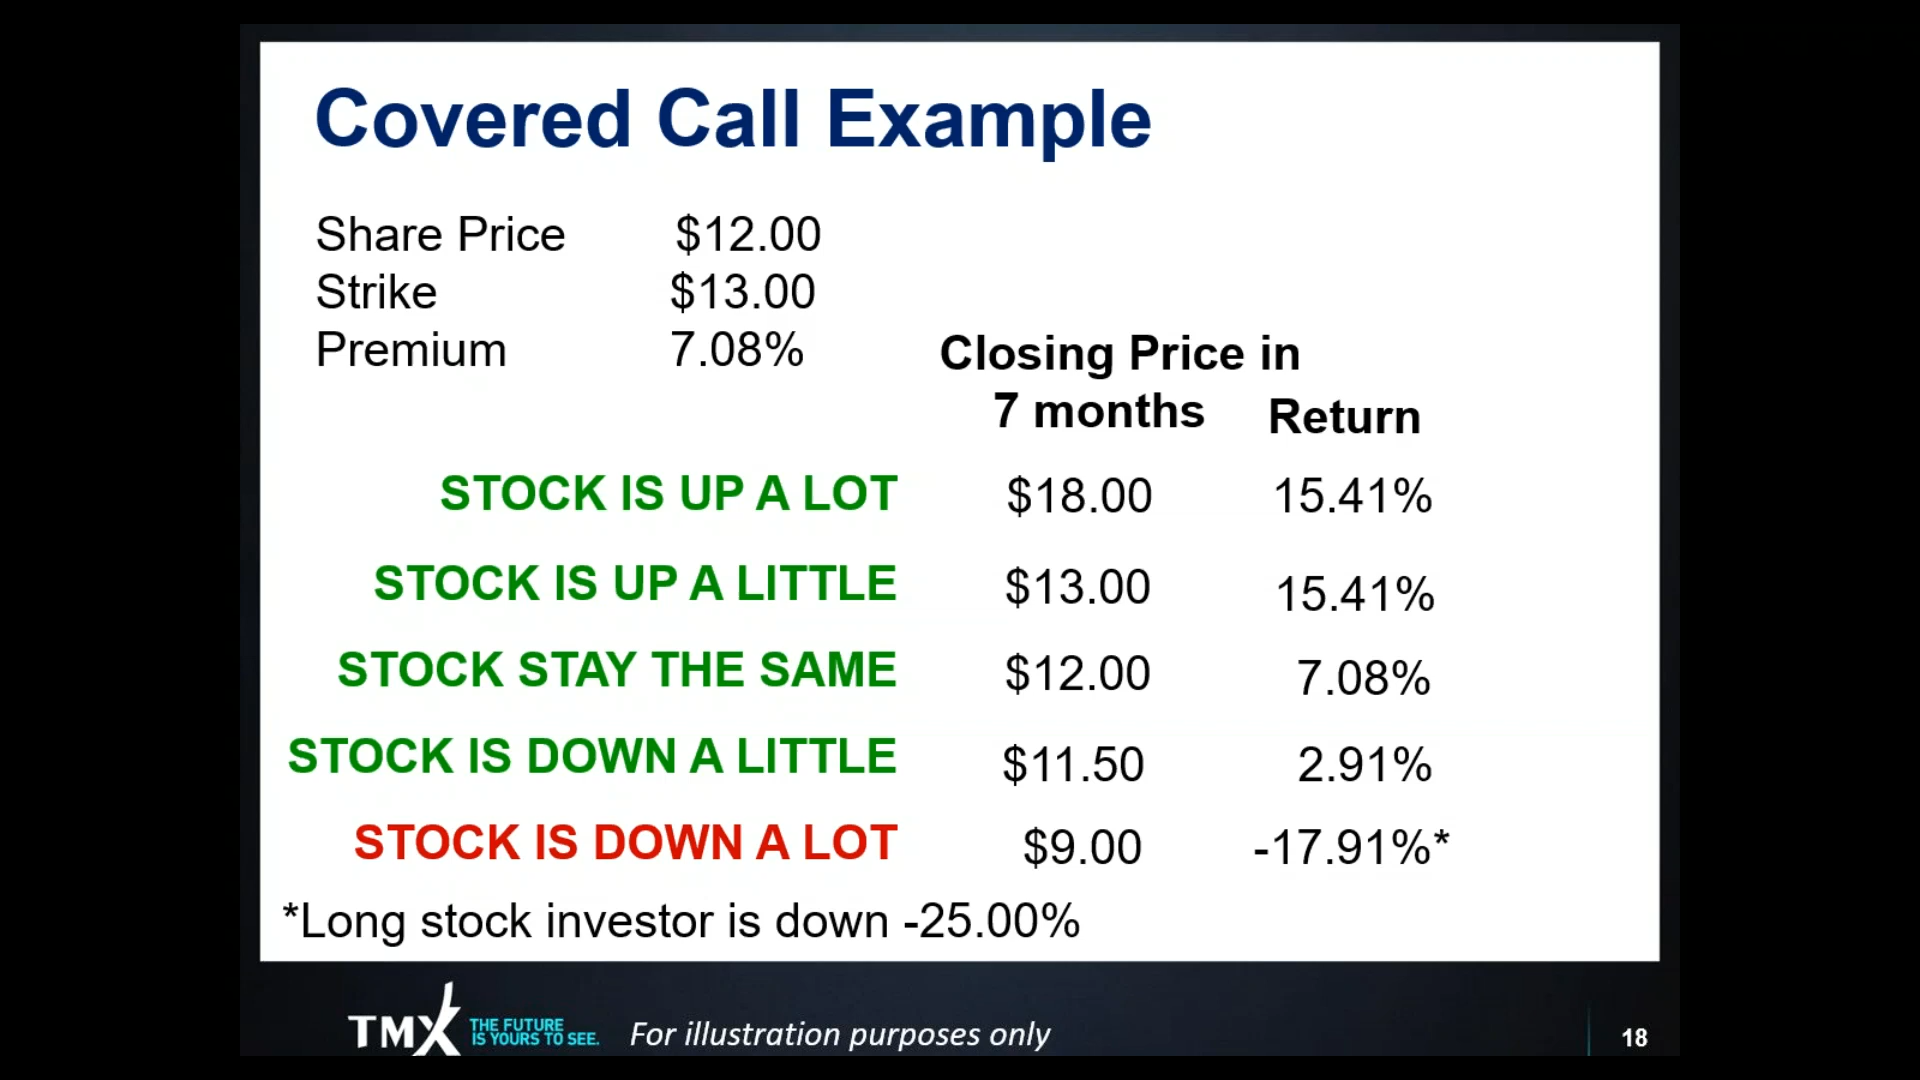 Covered Call Example
Share Price $12.00
Strike $13.00
Premium 7.08%
Closing Price in
7 months Return
STOCK IS UP A LOT $18.00 15.41%
STOCK IS UP A LITTLE $13.00 15.41%
STOCK STAY THE SAME $12.00 7.08%
STOCK IS DOWN A LITTLE $11.50 2.91%
STOCK IS DOWN A LOT $9.00 -17.91%*
*Long stock investor is down -25.00%
TMX THE FUTURE
IS YOURS TO SEE.
For illustration purposes only
18